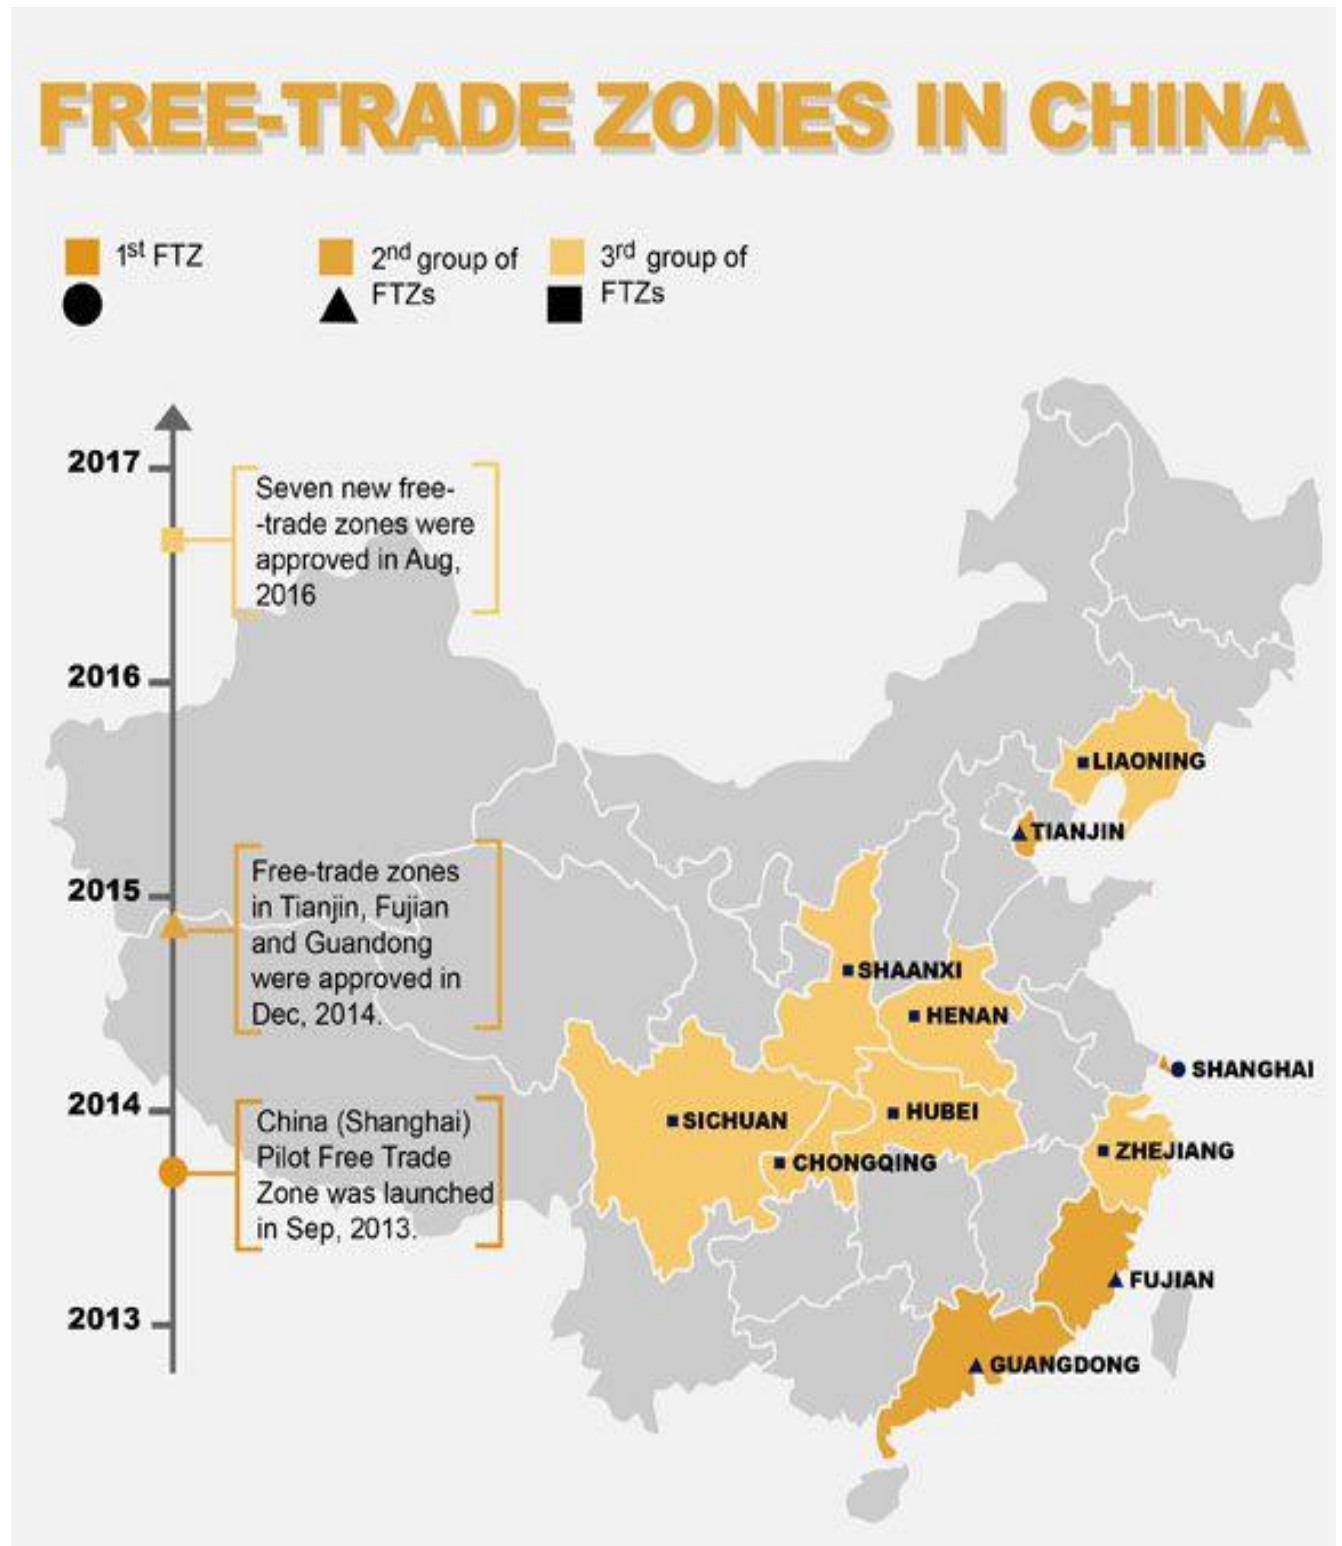 FREE-TRADE ZONES IN CHINA
1st FTZ
2nd group of
FTZs
3rd group of
FTZs
2017
Seven new free-
-trade zones were
approved in Aug,
2016
2016
2015
Free-trade zones
in Tianjin, Fujian
and Guandong
were approved in
Dec, 2014.
2014
China (Shanghai)
Pilot Free Trade
Zone was launched
in Sep, 2013.
2013
LIAONING
TIANJIN
SHAANXI
HENAN
SHANGHAI
SICHUAN
HUBEI
CHONGQING
ZHEJIANG
FUJIAN
GUANGDONG